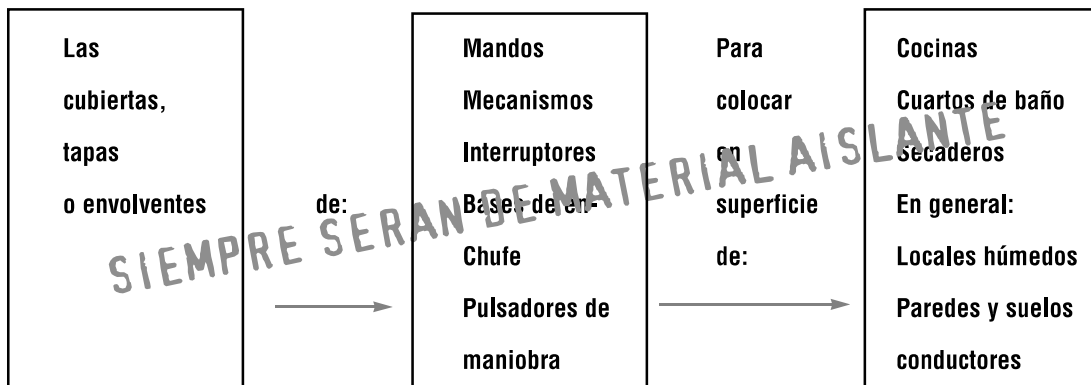 Las
cubiertas,
tapas
o envolventes
de:
Mandos
Mecanismos
Interruptores
Bases de en-
Chufe
Pulsadores de
maniobra
Para
colocar
en
superficie
de:
Cocinas
Cuartos de baño
Secaderos
En general:
Locales húmedos
Paredes y suelos
conductores
SIEMPRE SERAN DE MATERIAL AISLANTE